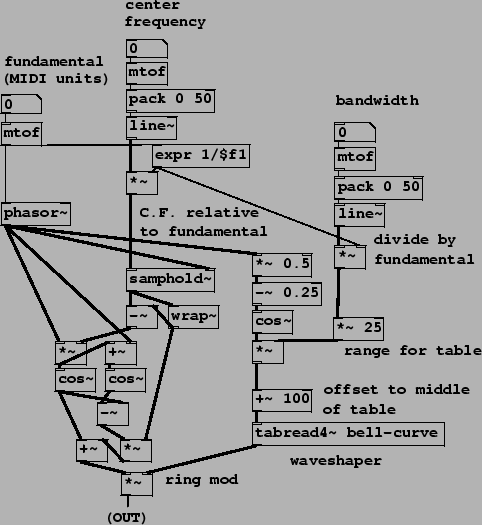 center
frequency
fundamental
(MIDI units)
0
mtof
pack 0 50
line~
0
mtof
bandwidth
0
mtof
pack 0 50
line~
expr 1/$f1
*~
phasor~
C.F. relative
to fundamental
divide by
fundamental
*~
*~ 0.5
samphold~
-~ 0.25
-~
wrap~
cos~
*~ 25
*~
+~
*~
range for table
cos~
cos~
-~
+~ 100
offset to middle
of table
tabread4~ bell-curve
+~
*~
waveshaper
*~
ring mod
(OUT)